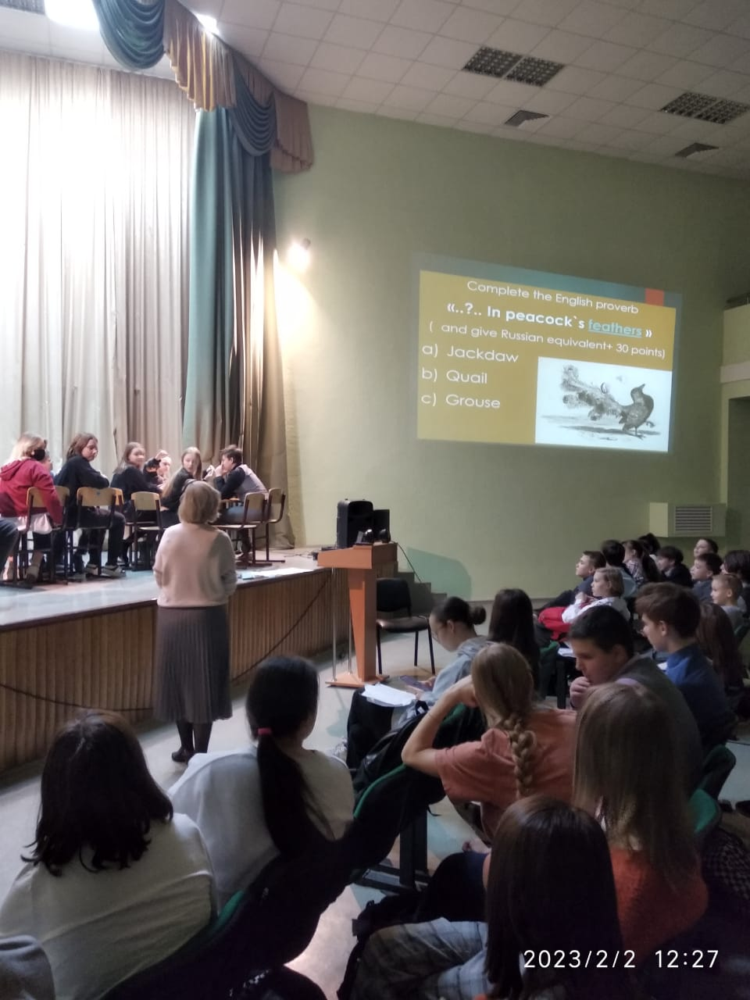 Complete the English proverb
«..?.. In peacock`s feathers »
( and give Russian equivalent+ 30 points)
a) Jackdaw
b) Quail
c) Grouse
2023/2/2 12:27